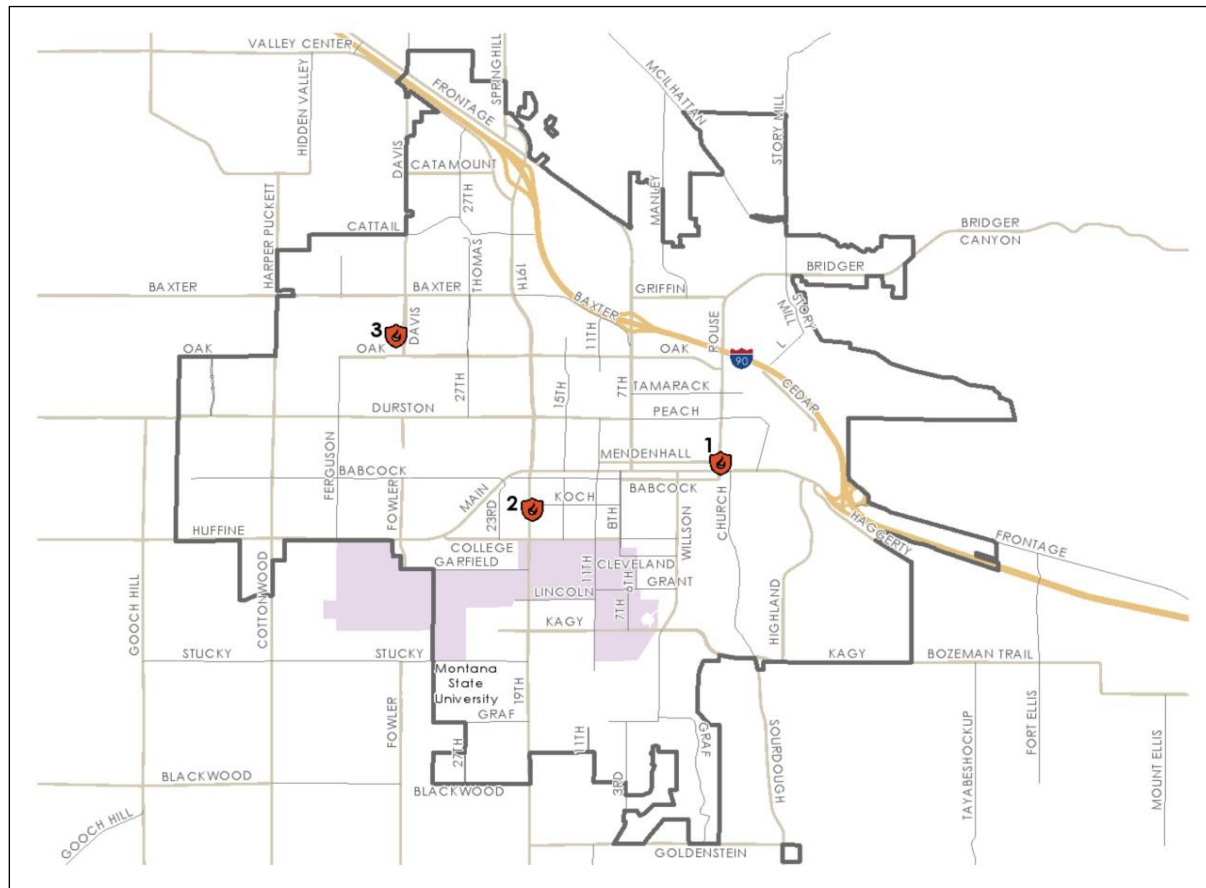 VALLEY CENTER
HIDDEN VALLEY
FRONTAGE
SPRINGHILL
MCILHATTAN
STORY MILL
DAVIS
CATAMOUNT
27TH
MANLEY
HARPER PUCKETT
CATTAIL
THOMAS
19TH
BRIDGER
CANYON
BRIDGER
BAXTER
BAXTER
BAXTER
GRIFFIN
STORY
MILL
3
DAVIS
11TH
ROUSE
L
OAK
OAK
OAK
90
27TH
15TH
7TH
TAMARACK
CEDAR
DURSTON
PEACH
1
MENDENHALL
FERGUSON
BABCOCK
BABCOCK
MAIN
FOWLER
23RD
2
KOCH
8TH
WILLSON
CHURCH
HUFFINE
HAGGERTY
FRONTAGE
COLLEGE
GARFIELD
11TH
CLEVELAND
6TH
GRANT
LINCOLN
7TH
HIGHLAND
GOOCH HILL
COTTONWOOD
KAGY
STUCKY
STUCKY
KAGY
BOZEMAN TRAIL
Montana
State
University
19TH
GRAF
GRAF
FOWLER
27TH
11TH
3RD
SOURDOUGH
TAYABESHOCKUP
FORT ELLIS
MOUNT ELLIS
BLACKWOOD
BLACKWOOD
GOOCH HILL
GOLDENSTEIN